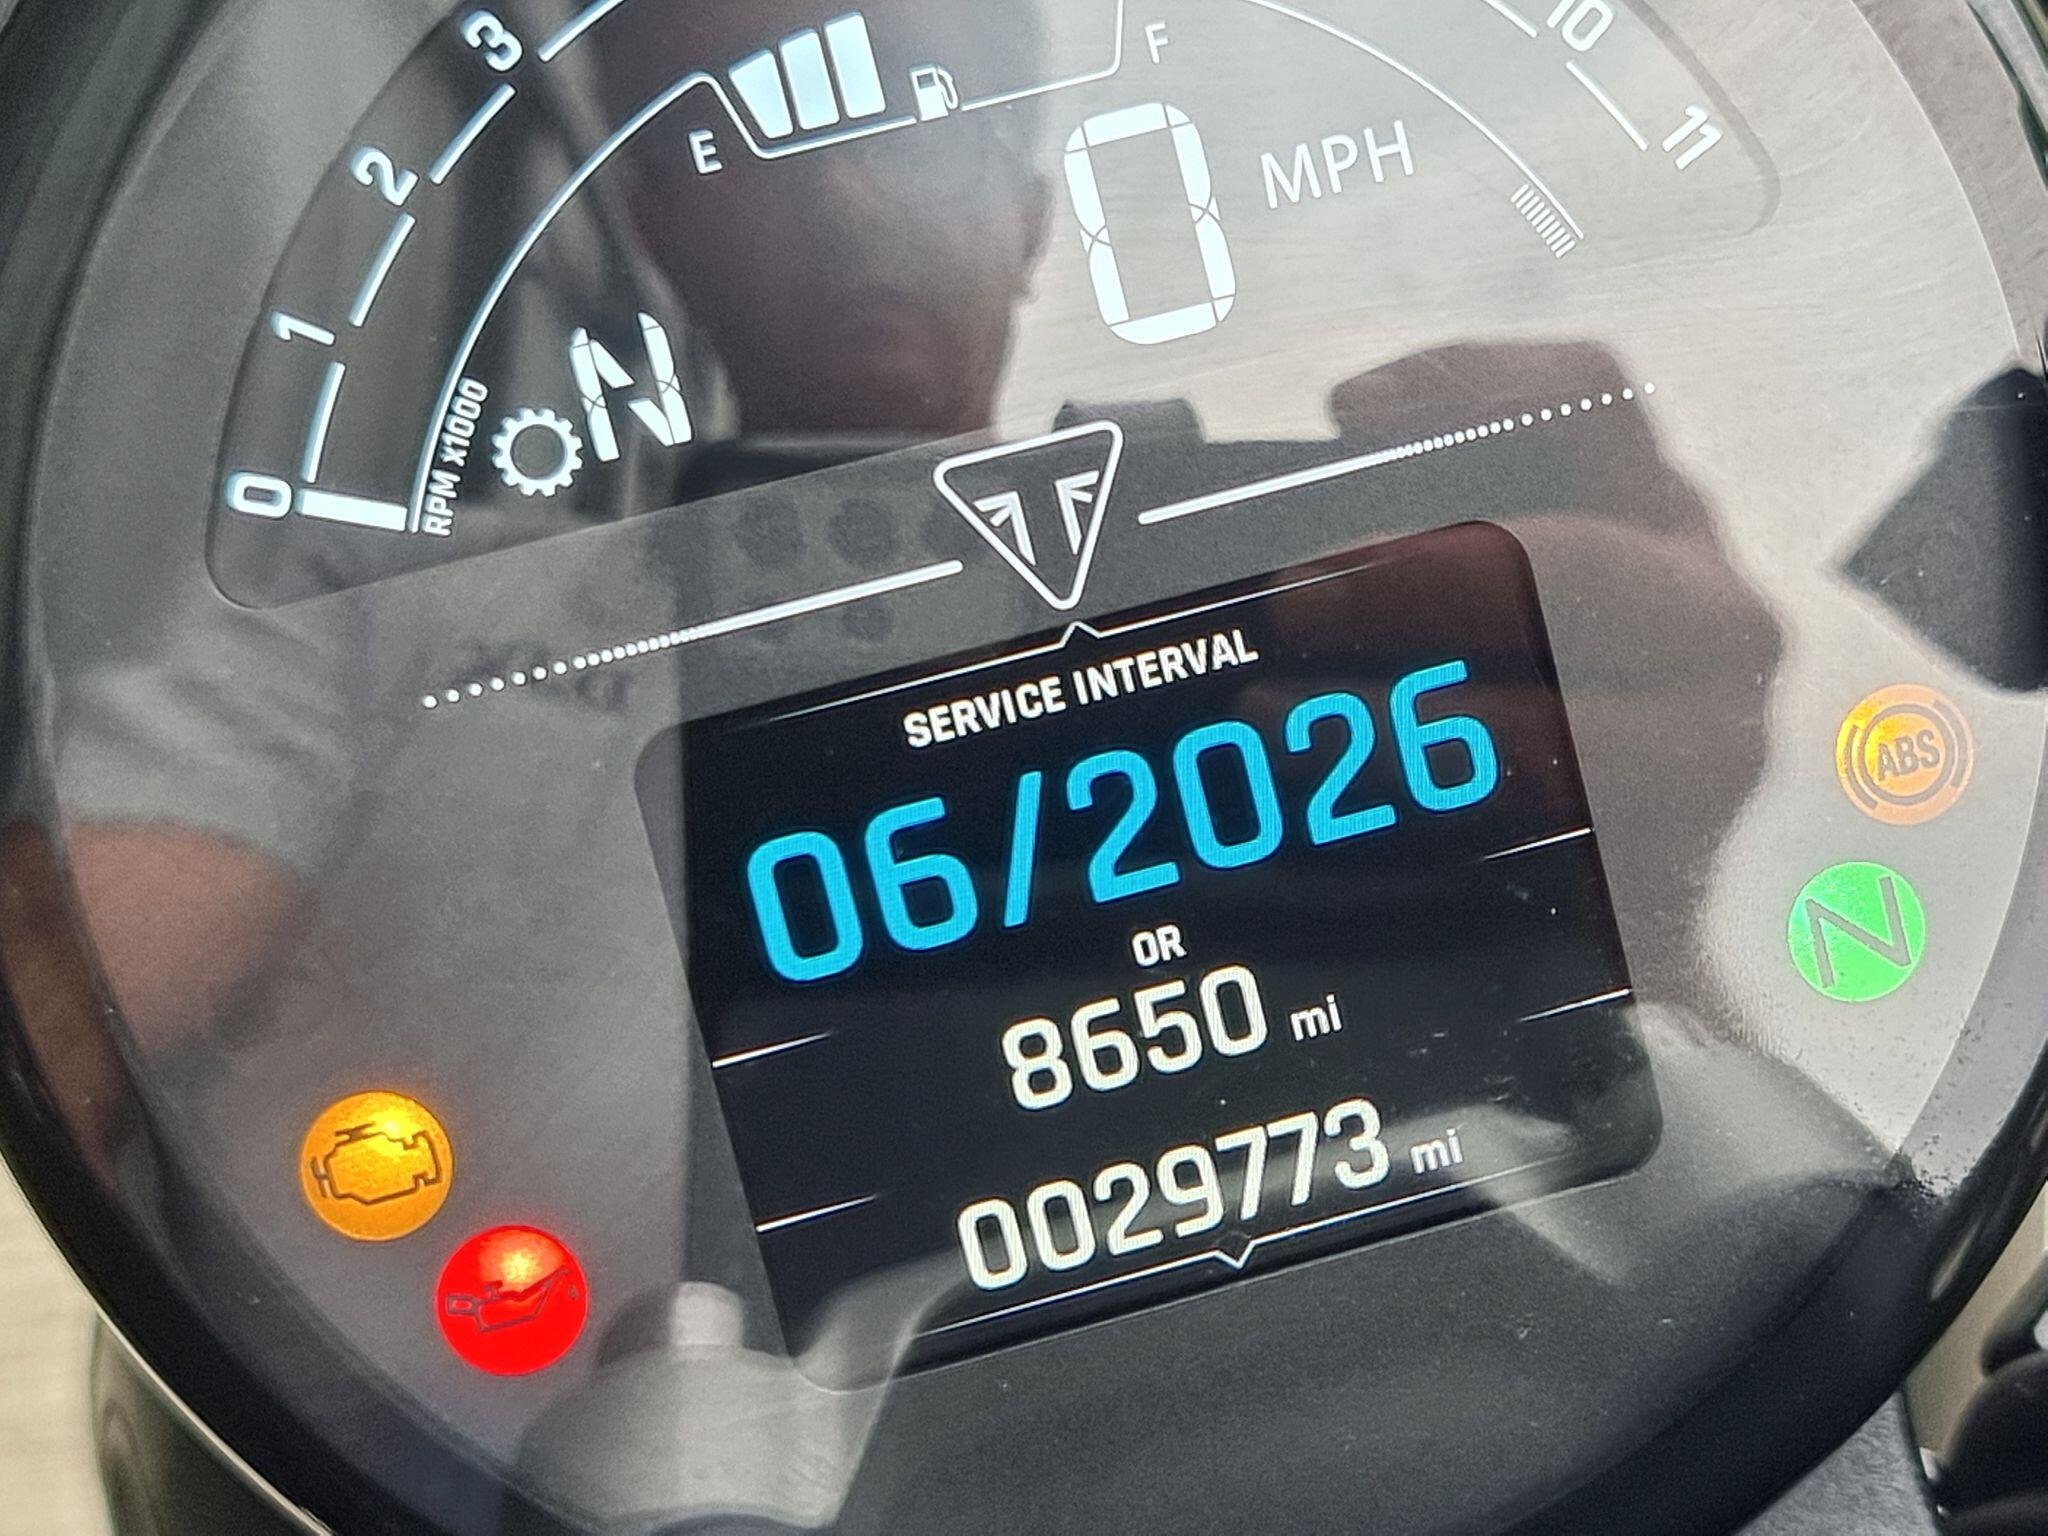 3
2
1
0
RPM x1000
E
F
0 MPH
10
11
N
SERVICE INTERVAL
06/2026
OR
8650 mi
0029773 mi
ABS
N